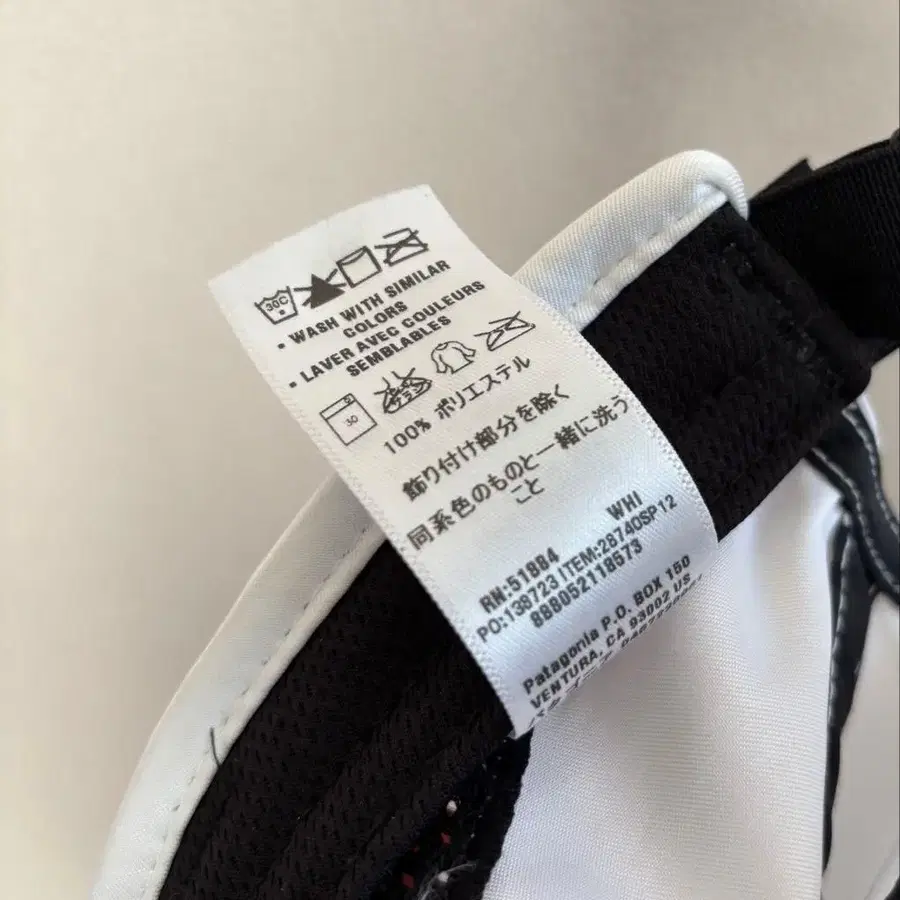 30C
• WASH WITH SIMILAR
COLORS
• LAVER AVEC COULEURS
SEMBLABLES
30
100% ポリエステル
飾り付け部分を除く
同系色のものと一緒に洗う
こと
WHI
RN:51884
PO:138723 ITEM:28740SP12
888052118573
Patagonia P.O. BOX 150
VENTURA, CA 93002 US